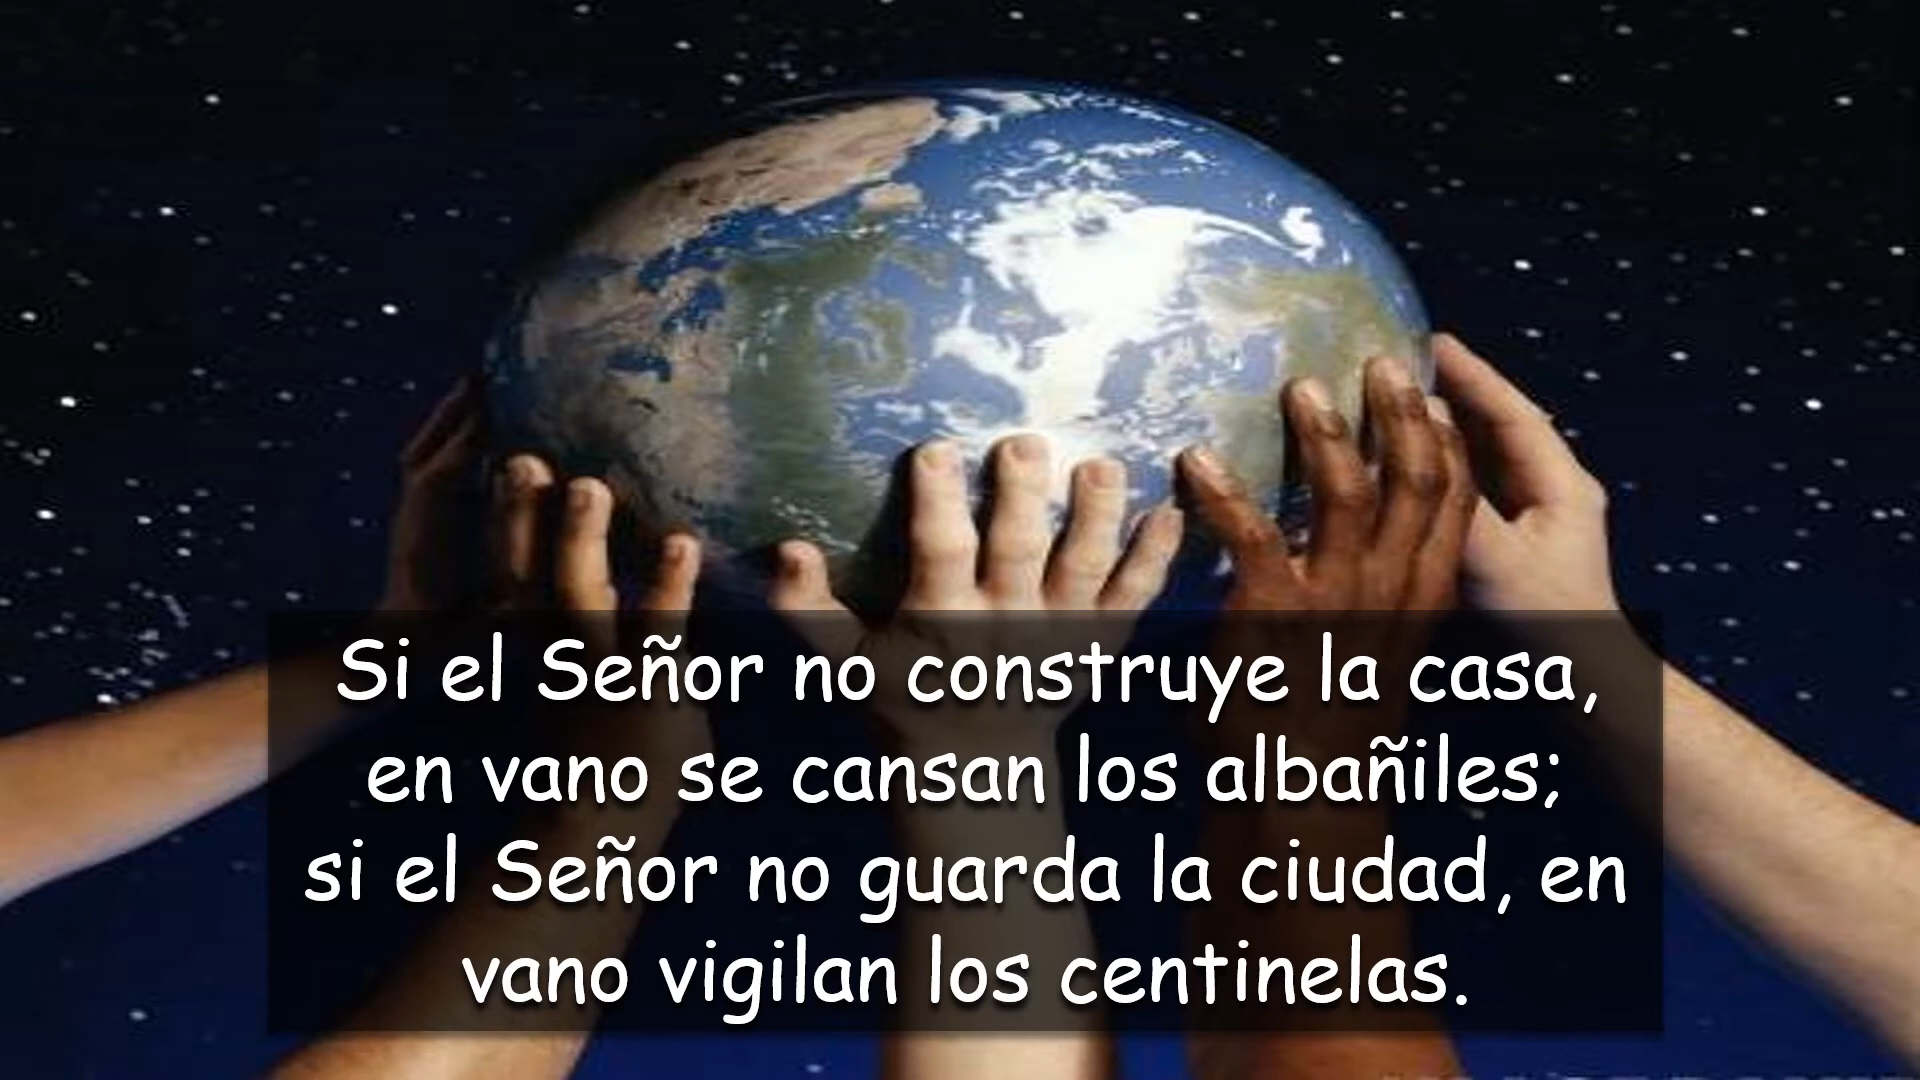 Si el Señor no construye la casa,
en vano se cansan los albañiles;
si el Señor no guarda la ciudad, en
vano vigilan los centinelas.